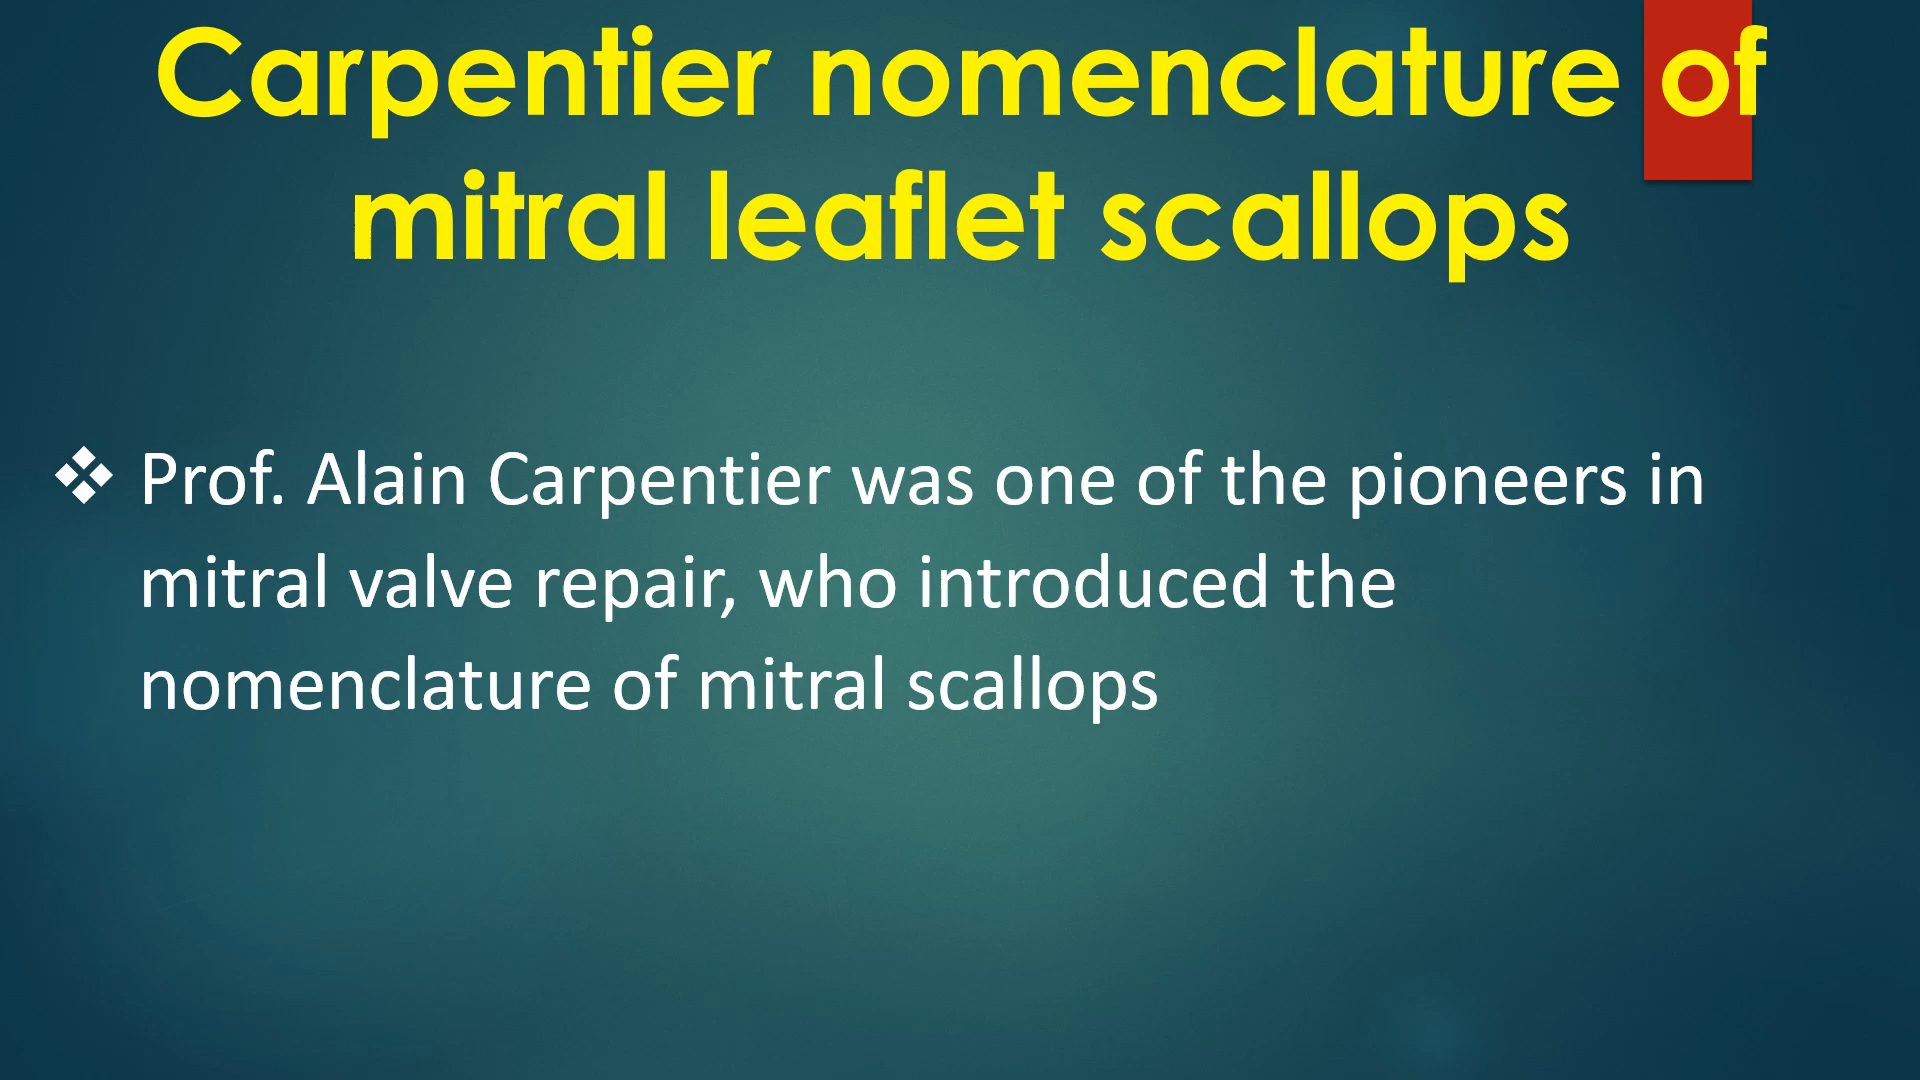 Carpentier nomenclature of
mitral leaflet scallops
❖ Prof. Alain Carpentier was one of the pioneers in
mitral valve repair, who introduced the
nomenclature of mitral scallops